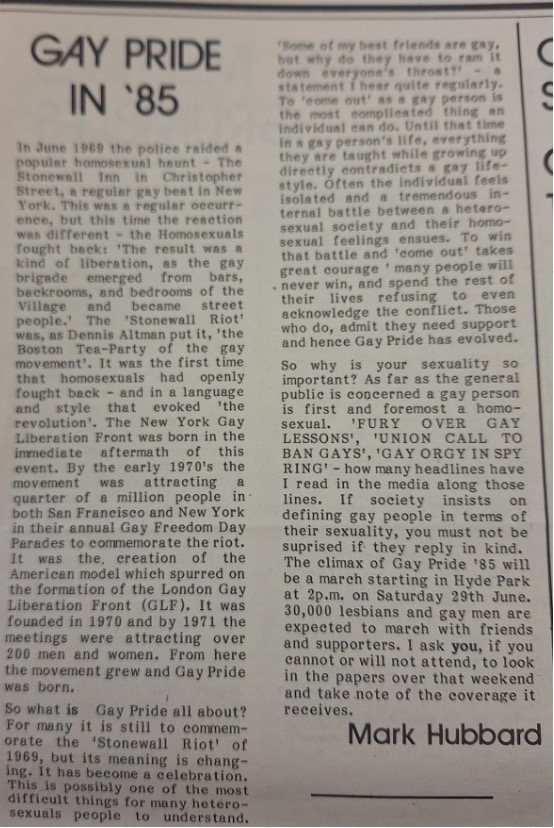 GAY PRIDE
IN '85
In June 1969 the police raided a
popular homosexual haunt - The
Stonewall Inn in Christopher
Street, a regular gay beat in New
York. This was a regular occurr-
ence, but this time the reaction
was different - the Homosexuals
fought back: 'The result was a
kind of liberation, as the gay
brigade emerged from bars,
backrooms, and bedrooms of the
Village and became street
people.' The 'Stonewall Riot'
was, as Dennis Altman put it, 'the
Boston Tea-Party of the gay
movement'. It was the first time
that homosexuals had openly
fought back - and in a language
and style that evoked 'the
revolution'. The New York Gay
Liberation Front was born in the
immediate aftermath of this
event. By the early 1970's the
movement was attracting a
quarter of a million people in
both San Francisco and New York
in their annual Gay Freedom Day
Parades to commemorate the riot.
It was the, creation of the
American model which spurred on
the formation of the London Gay
Liberation Front (GLF). It was
founded in 1970 and by 1971 the
meetings were attracting over
200 men and women. From here
the movement grew and Gay Pride
was born.
So what is Gay Pride all about?
For many it is still to commem-
orate the 'Stonewall Riot' of
1969, but its meaning is chang-
ing. It has become a celebration.
This is possibly one of the most
difficult things for many hetero-
sexuals people to understand.
'Some of my best friends are gay,
but why do they have to ram it
down everyone's throat?' - a
statement I hear quite regularly.
To 'come out' as a gay person is
the most complicated thing an
individual can do. Until that time
in a gay person's life, everything
they are taught while growing up
directly contradicts a gay life-
style. Often the individual feels
isolated and a tremendous in-
ternal battle between a hetero-
sexual society and their homo-
sexual feelings ensues. To win
that battle and 'come out' takes
great courage ' many people will
never win, and spend the rest of
their lives refusing to even
acknowledge the conflict. Those
who do, admit they need support
and hence Gay Pride has evolved.
So why is your sexuality so
important? As far as the general
public is concerned a gay person
is first and foremost a homo-
sexual. 'FURY OVER GAY
LESSONS', 'UNION CALL TO
BAN GAYS', 'GAY ORGY IN SPY
RING' - how many headlines have
I read in the media along those
lines. If society insists on
defining gay people in terms of
their sexuality, you must not be
suprised if they reply in kind.
The climax of Gay Pride '85 will
be a march starting in Hyde Park
at 2p.m. on Saturday 29th June.
30,000 lesbians and gay men are
expected to march with friends
and supporters. I ask you, if you
cannot or will not attend, to look
in the papers over that weekend
and take note of the coverage it
receives.
Mark Hubbard